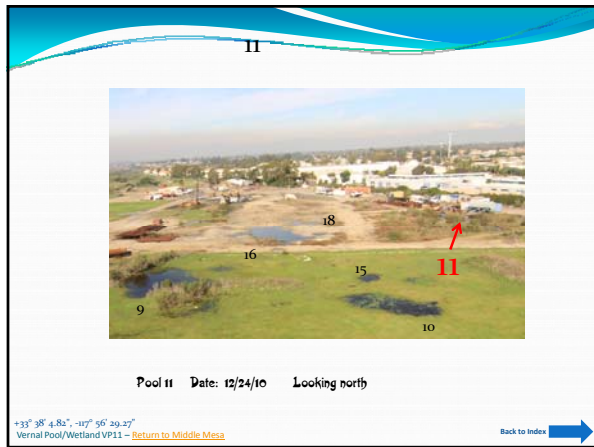 11
18
16
15
11
9
10
Pool 11 Date: 12/24/10 Looking north
+33° 38' 4.82", -117° 56' 29.27"
Vernal Pool/Wetland VP11 – Return to Middle Mesa
Back to Index